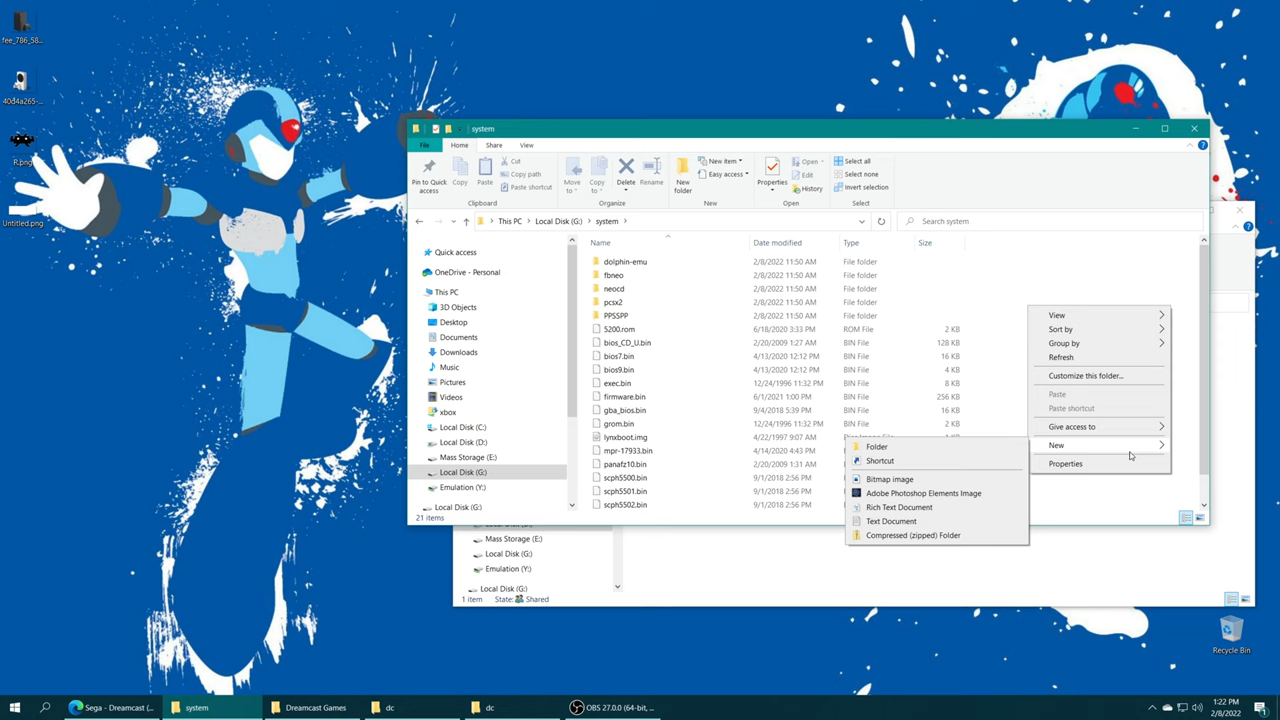 fee_786_58...
40d4a265-...
R.png
Untitled.png
system
File
Home
Share
View
Pin to Quick
access
Copy
Paste
Cut
Copy path
Paste shortcut
Clipboard
Move
to
Copy
to
Delete
Rename
Organize
New
folder
New item
Easy access
New
Properties
Open
Edit
History
Open
Select all
Select none
Invert selection
Select
This PC
Local Disk (G:)
system
Search system
Quick access
OneDrive - Personal
This PC
3D Objects
Desktop
Documents
Downloads
Music
Pictures
Videos
xbox
Local Disk (C:)
Local Disk (D:)
Mass Storage (E:)
Local Disk (G:)
Emulation (Y:)
Local Disk (G:)
Name Date modified Type Size
dolphin-emu 2/8/2022 11:50 AM File folder
fbneo 2/8/2022 11:50 AM File folder
neocd 2/8/2022 11:50 AM File folder
pcsx2 2/8/2022 11:50 AM File folder
PPSSPP 2/8/2022 11:50 AM File folder
5200.rom 6/18/2020 3:33 PM ROM File 2 KB
bios_CD_U.bin 2/20/2009 1:27 AM BIN File 128 KB
bios7.bin 4/13/2020 12:12 PM BIN File 16 KB
bios9.bin 4/13/2020 12:12 PM BIN File 4 KB
exec.bin 12/24/1996 11:32 PM BIN File 8 KB
firmware.bin 6/1/2021 1:00 PM BIN File 256 KB
gba_bios.bin 9/4/2018 5:39 PM BIN File 16 KB
grom.bin 12/24/1996 11:32 PM BIN File 2 KB
lynxboot.img 4/22/1997 9:07 AM
mpr-17933.bin 4/14/2020 4:43 PM
panafz10.bin 2/20/2009 1:31 AM
scph5500.bin 9/1/2018 2:56 PM
scph5501.bin 9/1/2018 2:56 PM
scph5502.bin 9/1/2018 2:56 PM
21 items
View
Sort by
Group by
Refresh
Customize this folder...
Paste
Paste shortcut
Give access to
New
Properties
Folder
Shortcut
Bitmap image
Adobe Photoshop Elements Image
Rich Text Document
Text Document
Compressed (zipped) Folder
Mass Storage (E:)
Local Disk (G:)
Emulation (Y:)
Local Disk (G:)
1 item State: Shared
Recycle Bin
Sega - Dreamcast (...
system
Dreamcast Games
dc
dc
OBS 27.0.0 (64-bit, ...
1:22 PM
2/8/2022
1